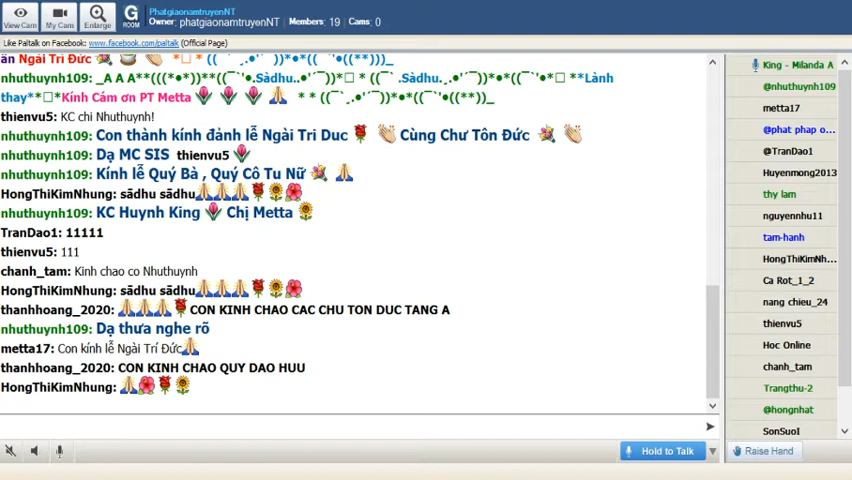 View Cam
My Cam
Enlarge
G
ROOM
PhatgiaonamtruyenNT
Owner: phatgiaonamtruyenNT Members: 19 Cams: 0
Like Paltalk on Facebook: www.facebook.com/paltalk (Official Page)
ăn Ngài Trí Đức
nhuthuynh109: _A A A**(((•●•))**((¯`'•.Sàdhu..•'´¯)•*□ * ((¯` .Sàdhu,.•'´¯))*●•*((¯`•((¯`•*□ **Lành
thay**□•Kính Cám ơn PT Metta
thienvu5: KC chi Nhuthuynh!
nhuthuynh109: Con thành kính đảnh lễ Ngài Tri Duc Cùng Chư Tôn Đức
nhuthuynh109: Dạ MC SIS thienvu5
nhuthuynh109: Kính lễ Quý Bà , Quý Cô Tu Nữ
HongThiKimNhung: sādhu sādhu
nhuthuynh109: KC Huynh King Chị Metta
TranDao1: 11111
thienvu5: 111
chanh_tam: Kinh chao co Nhuthuynh
HongThiKimNhung: sādhu sādhu
thanhhoang_2020: CON KINH CHAO CAC CHU TON DUC TANG A
nhuthuynh109: Dạ thưa nghe rõ
metta17: Con kính lễ Ngài Trí Đức
thanhhoang_2020: CON KINH CHAO QUY DAO HUU
HongThiKimNhung:
King - Milanda A
@nhuthuynh109
metta17
@phat phap o...
@TranDao1
Huyenmong2013
thy lam
nguyennhu11
tam-hanh
HongThiKimN...
Ca Rot_1_2
nang chieu_24
thienvu5
Hoc Online
chanh_tam
Trangthu-2
@hongnhat
SonSuoI
Hold to Talk
Raise Hand